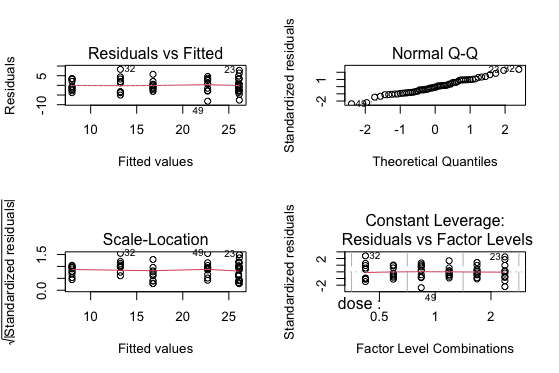 Residuals vs Fitted
Residuals
5
-10
32
23
49
10 15 20 25
Fitted values
Normal Q-Q
Standardized residuals
1
-2
23
32
49
-2 -1 0 1 2
Theoretical Quantiles
Scale-Location
√|Standardized residuals|
1.5
0.0
32
49
23
10 15 20 25
Fitted values
Constant Leverage:
Residuals vs Factor Levels
Standardized residuals
2
-2
32
23
49
dose :
0.5 1 2
Factor Level Combinations